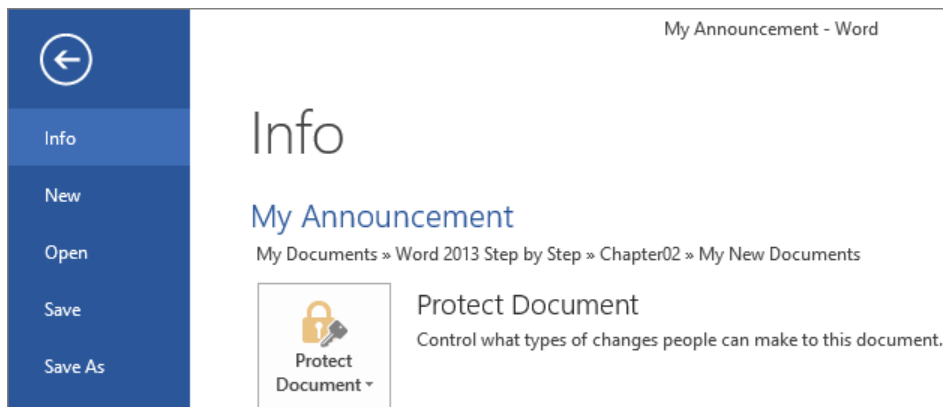 My Announcement - Word
Info
New
Open
Save
Save As
Info
My Announcement
My Documents » Word 2013 Step by Step » Chapter02 » My New Documents
Protect
Document
Protect Document
Control what types of changes people can make to this document.